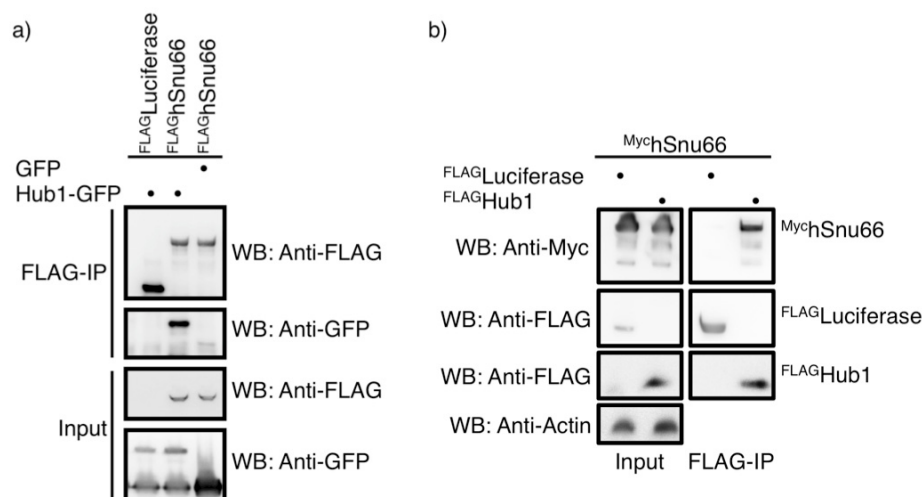 a)
FLAGLuciferase
FLAGhSnu66
FLAGhSnu66
GFP
Hub1-GFP
FLAG-IP
WB: Anti-FLAG
WB: Anti-GFP
Input
WB: Anti-FLAG
WB: Anti-GFP
b)
MychSnu66
FLAGLuciferase
FLAGHub1
WB: Anti-Myc
MychSnu66
WB: Anti-FLAG
FLAGLuciferase
WB: Anti-FLAG
FLAGHub1
WB: Anti-Actin
Input FLAG-IP